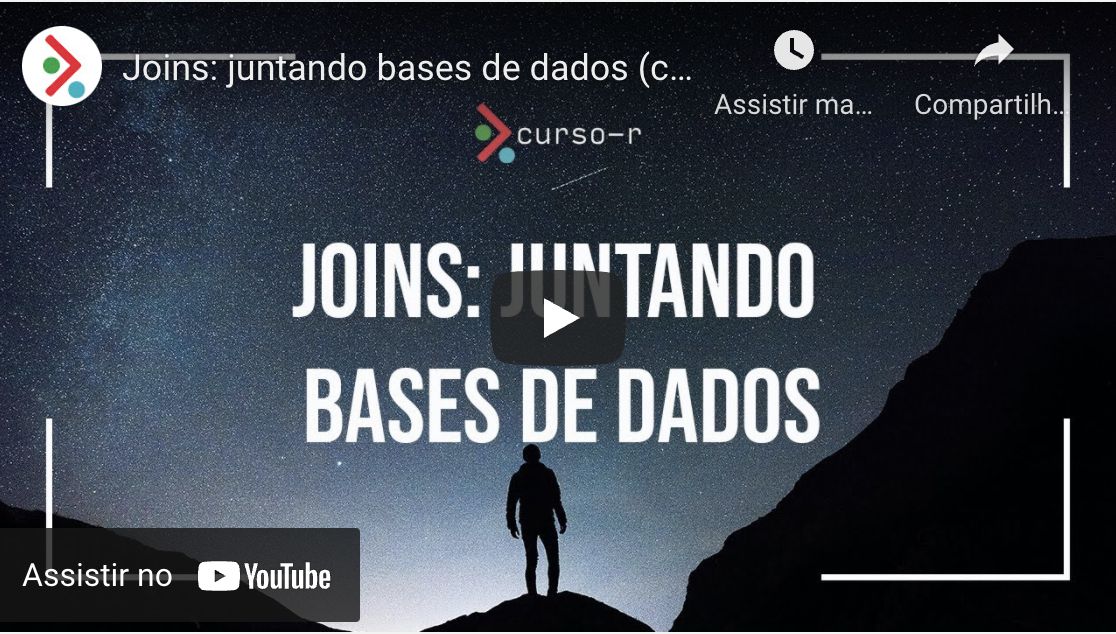 Joins: juntando bases de dados (c...
Assistir ma...
Compartilh...
curso-r
JOINS: JUNTANDO
BASES DE DADOS
Assistir no YouTube